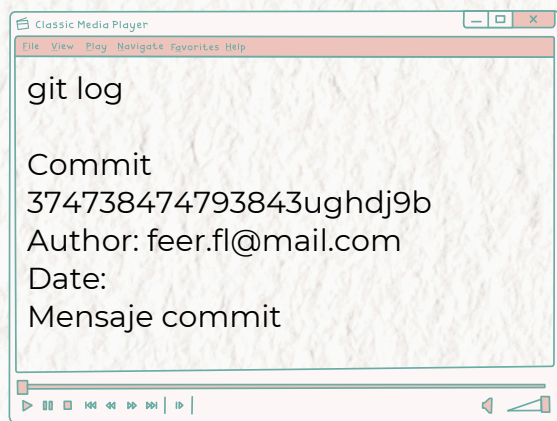 Classic Media Player
File View Play Navigate Favorites Help
git log
Commit
374738474793843ughdj9b
Author: feer.fl@mail.com
Date:
Mensaje commit